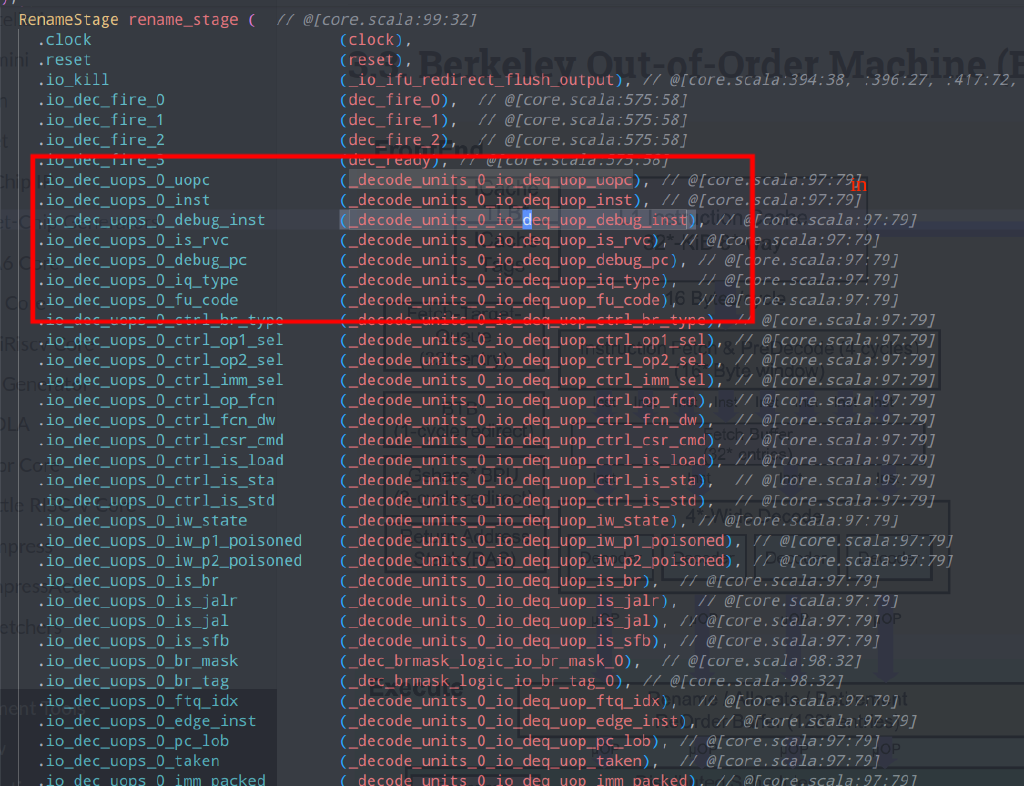 RenameStage rename_stage (  // @[core.scala:99:32]
.clock (clock),
.reset (reset),
.io_kill (_io_ifu_redirect_flush_output), // @[core.scala:394:38, :396:27, :417:72,
.io_dec_fire_0 (dec_fire_0),  // @[core.scala:575:58]
.io_dec_fire_1 (dec_fire_1),  // @[core.scala:575:58]
.io_dec_fire_2 (dec_fire_2),  // @[core.scala:575:58]
.io_dec_fire_3 (dec_ready),  // @[core.scala:575:58]
.io_dec_uops_0_uopc (_decode_units_0_io_deq_uop_uopc),  // @[core.scala:97:79]
.io_dec_uops_0_inst (_decode_units_0_io_deq_uop_inst),  // @[core.scala:97:79]
.io_dec_uops_0_debug_inst (_decode_units_0_io_deq_uop_debug_inst),  // @[core.scala:97:79]
.io_dec_uops_0_is_rvc (_decode_units_0_io_deq_uop_is_rvc),  // @[core.scala:97:79]
.io_dec_uops_0_debug_pc (_decode_units_0_io_deq_uop_debug_pc),  // @[core.scala:97:79]
.io_dec_uops_0_iq_type (_decode_units_0_io_deq_uop_iq_type),  // @[core.scala:97:79]
.io_dec_uops_0_fu_code (_decode_units_0_io_deq_uop_fu_code),  // @[core.scala:97:79]
.io_dec_uops_0_ctrl_br_type (_decode_units_0_io_deq_uop_ctrl_br_type),  // @[core.scala:97:79]
.io_dec_uops_0_ctrl_op1_sel (_decode_units_0_io_deq_uop_ctrl_op1_sel),  // @[core.scala:97:79]
.io_dec_uops_0_ctrl_op2_sel (_decode_units_0_io_deq_uop_ctrl_op2_sel),  // @[core.scala:97:79]
.io_dec_uops_0_ctrl_imm_sel (_decode_units_0_io_deq_uop_ctrl_imm_sel),  // @[core.scala:97:79]
.io_dec_uops_0_ctrl_op_fcn (_decode_units_0_io_deq_uop_ctrl_op_fcn),  // @[core.scala:97:79]
.io_dec_uops_0_ctrl_fcn_dw (_decode_units_0_io_deq_uop_ctrl_fcn_dw),  // @[core.scala:97:79]
.io_dec_uops_0_ctrl_csr_cmd (_decode_units_0_io_deq_uop_ctrl_csr_cmd),  // @[core.scala:97:79]
.io_dec_uops_0_ctrl_is_load (_decode_units_0_io_deq_uop_ctrl_is_load),  // @[core.scala:97:79]
.io_dec_uops_0_ctrl_is_sta (_decode_units_0_io_deq_uop_ctrl_is_sta),  // @[core.scala:97:79]
.io_dec_uops_0_ctrl_is_std (_decode_units_0_io_deq_uop_ctrl_is_std),  // @[core.scala:97:79]
.io_dec_uops_0_iw_state (_decode_units_0_io_deq_uop_iw_state),  // @[core.scala:97:79]
.io_dec_uops_0_iw_p1_poisoned (_decode_units_0_io_deq_uop_iw_p1_poisoned),  // @[core.scala:97:79]
.io_dec_uops_0_iw_p2_poisoned (_decode_units_0_io_deq_uop_iw_p2_poisoned),  // @[core.scala:97:79]
.io_dec_uops_0_is_br (_decode_units_0_io_deq_uop_is_br),  // @[core.scala:97:79]
.io_dec_uops_0_is_jalr (_decode_units_0_io_deq_uop_is_jalr),  // @[core.scala:97:79]
.io_dec_uops_0_is_jal (_decode_units_0_io_deq_uop_is_jal),  // @[core.scala:97:79]
.io_dec_uops_0_is_sfb (_decode_units_0_io_deq_uop_is_sfb),  // @[core.scala:97:79]
.io_dec_uops_0_br_mask (_dec_brmask_logic_io_br_mask_0),  // @[core.scala:98:32]
.io_dec_uops_0_br_tag (_dec_brmask_logic_io_br_tag_0),  // @[core.scala:98:32]
.io_dec_uops_0_ftq_idx (_decode_units_0_io_deq_uop_ftq_idx),  // @[core.scala:97:79]
.io_dec_uops_0_edge_inst (_decode_units_0_io_deq_uop_edge_inst),  // @[core.scala:97:79]
.io_dec_uops_0_pc_lob (_decode_units_0_io_deq_uop_pc_lob),  // @[core.scala:97:79]
.io_dec_uops_0_taken (_decode_units_0_io_deq_uop_taken),  // @[core.scala:97:79]
.io_dec_uops_0_imm_packed (_decode_units_0_io_deq_uop_imm_packed),  // @[core.scala:97:79]
Berkeley Out-of-Order Machine